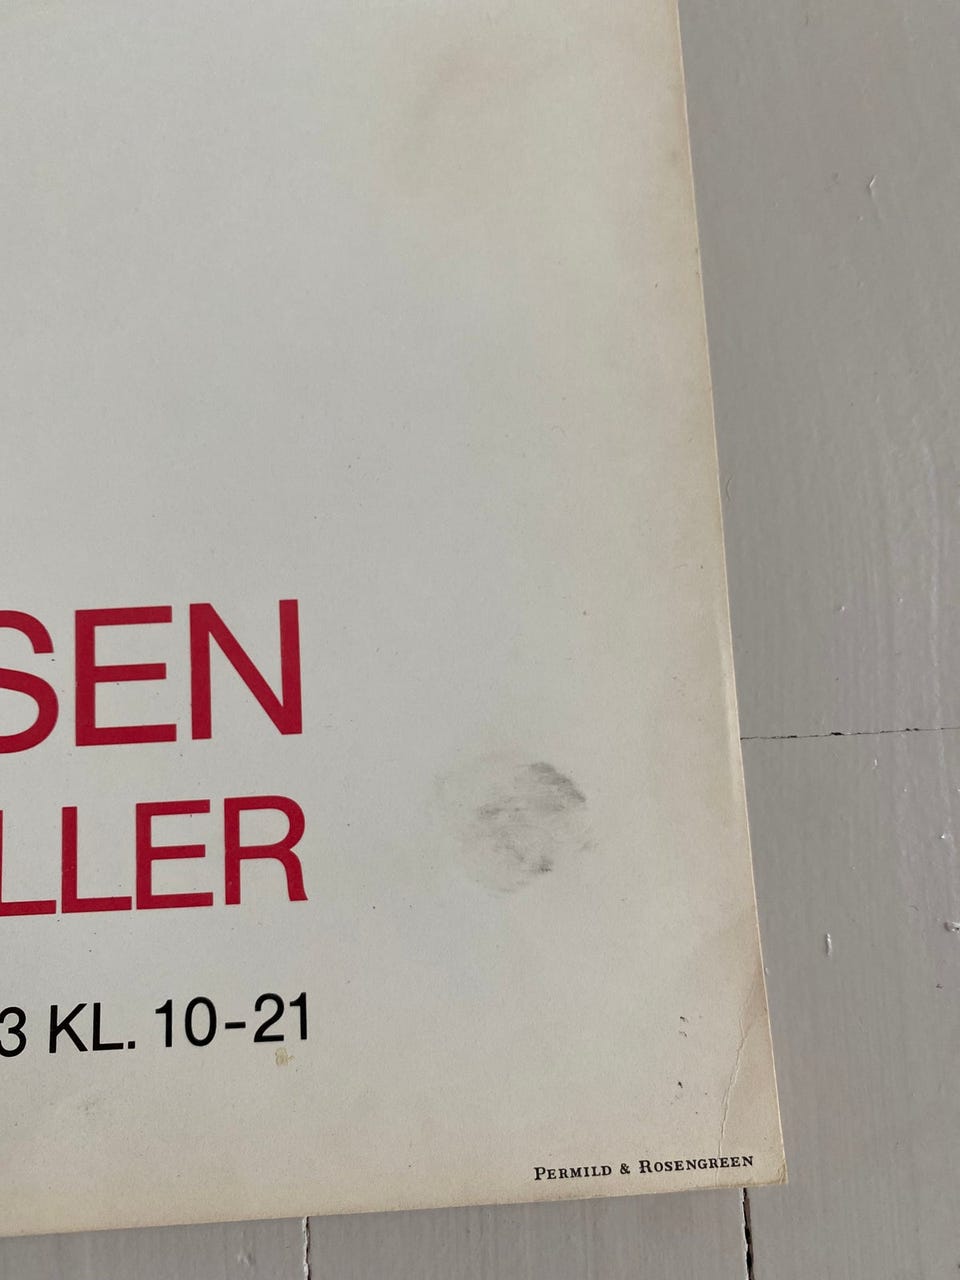 SEN
LLER
3 KL. 10-21
PERMILD & ROSENGREEN